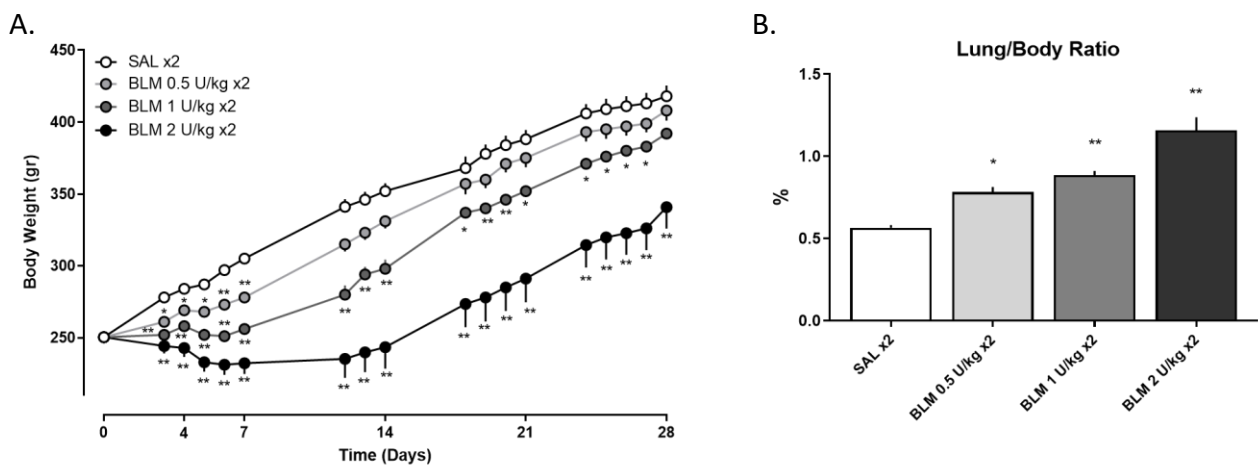 A.
450
400
350
300
250
Body Weight (gr)
SAL x2
BLM 0.5 U/kg x2
BLM 1 U/kg x2
BLM 2 U/kg x2
* * * ** **
** ** ** ** ** ** ** ** * ** ** * * * * *
** ** ** ** ** ** ** ** ** ** ** ** ** ** ** ** **
0 4 7 14 21 28
Time (Days)
B.
Lung/Body Ratio
1.5
1.0
0.5
0.0
%
* ** **
SAL x2
BLM 0.5 U/kg x2
BLM 1 U/kg x2
BLM 2 U/kg x2